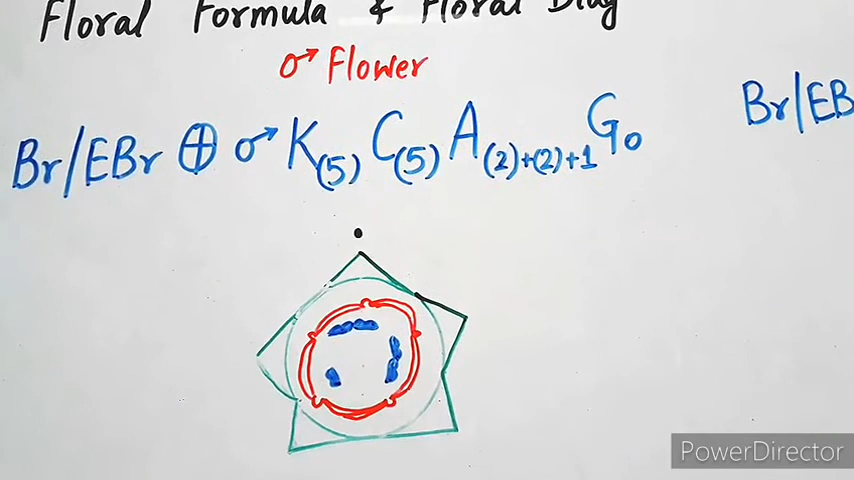 Floral Formula & Floral Diag
♂ Flower
Br/EBr ⊕ ♂ K(5) C(5) A(2)+(2)+1 G0
Br/EB
PowerDirector